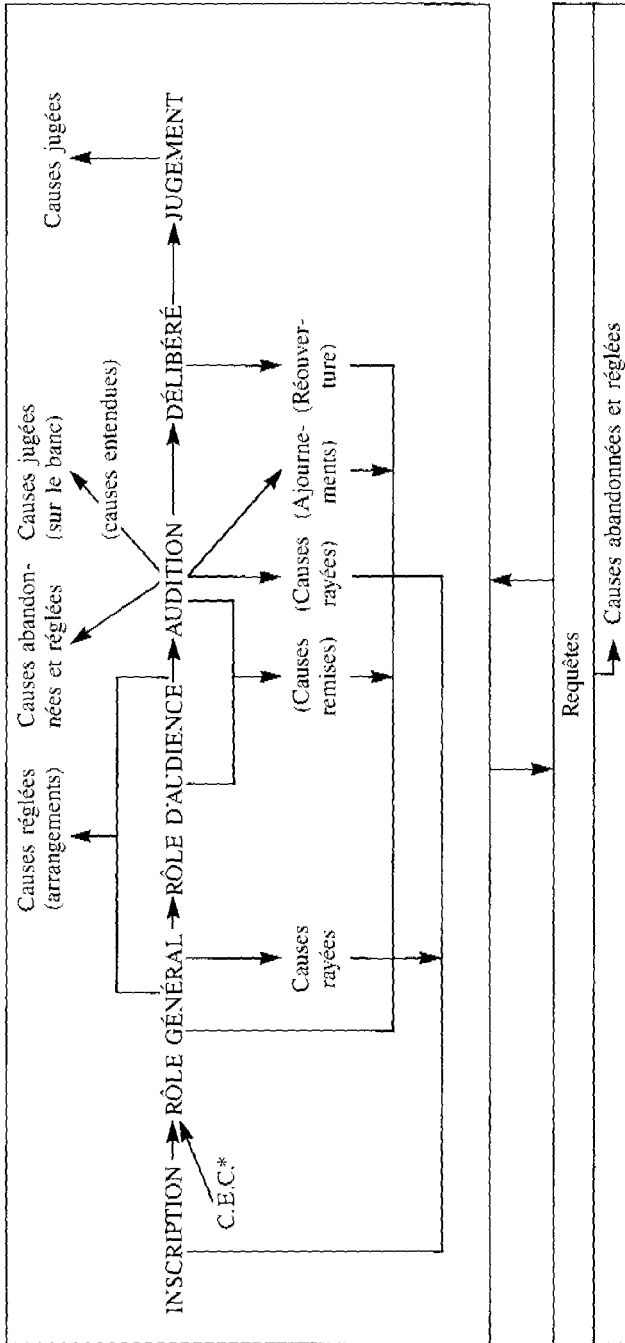 Causes réglées
(arrangements)
Causes abandon-
nées et réglées
Causes jugées
(sur le banc)
(causes entendues)
Causes jugées
INSCRIPTION
RÔLE GÉNÉRAL
RÔLE D'AUDIENCE
AUDITION
DÉLIBÉRÉ
JUGEMENT
C.E.C.*
Causes
rayées
(Causes
remises)
(Causes
rayées)
(Ajourne-
ments)
(Réouver-
ture)
Requêtes
Causes abandonnées et réglées